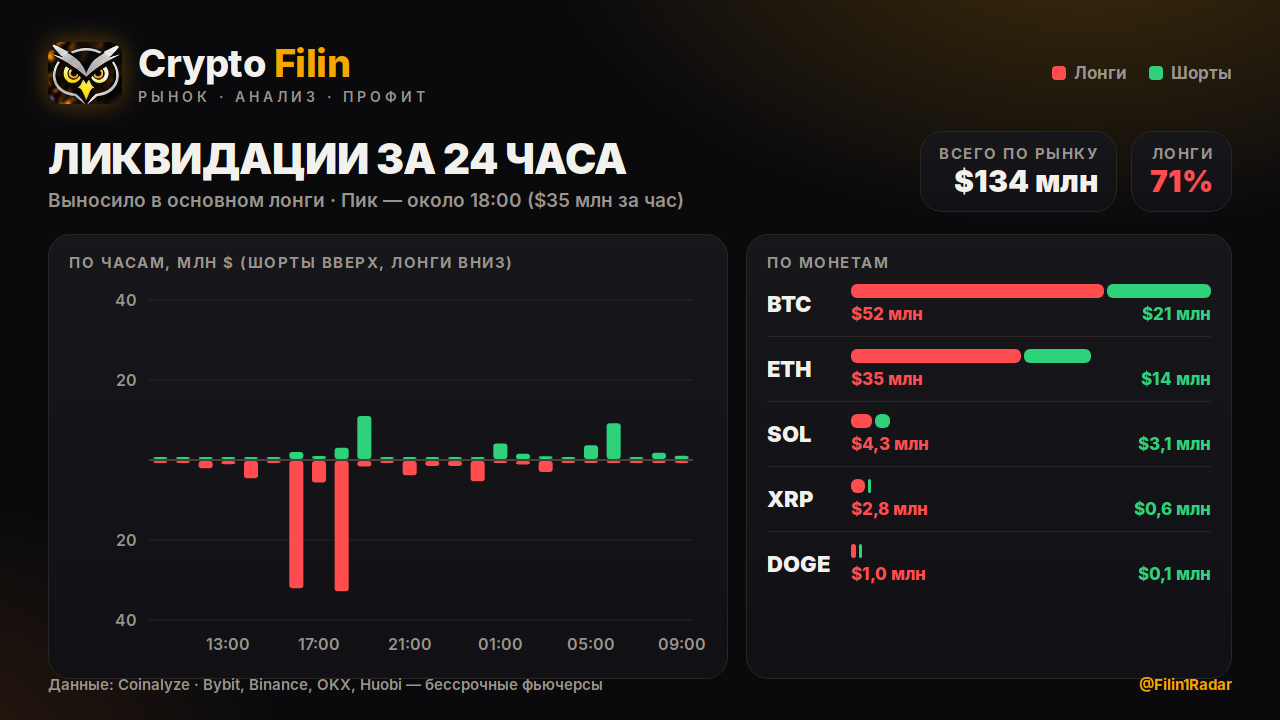 Crypto Filin
РЫНОК · АНАЛИЗ · ПРОФИТ
Лонги
Шорты
ЛИКВИДАЦИИ ЗА 24 ЧАСА
Выносило в основном лонги · Пик — около 18:00 ($35 млн за час)
ВСЕГО ПО РЫНКУ
$134 млн
ЛОНГИ
71%
ПО ЧАСАМ, МЛН $ (ШОРТЫ ВВЕРХ, ЛОНГИ ВНИЗ)
40
20
20
40
13:00 17:00 21:00 01:00 05:00 09:00
ПО МОНЕТАМ
BTC
$52 млн $21 млн
ETH
$35 млн $14 млн
SOL
$4,3 млн $3,1 млн
XRP
$2,8 млн $0,6 млн
DOGE
$1,0 млн $0,1 млн
Данные: Coinalyze · Bybit, Binance, OKX, Huobi — бессрочные фьючерсы
@Filin1Radar